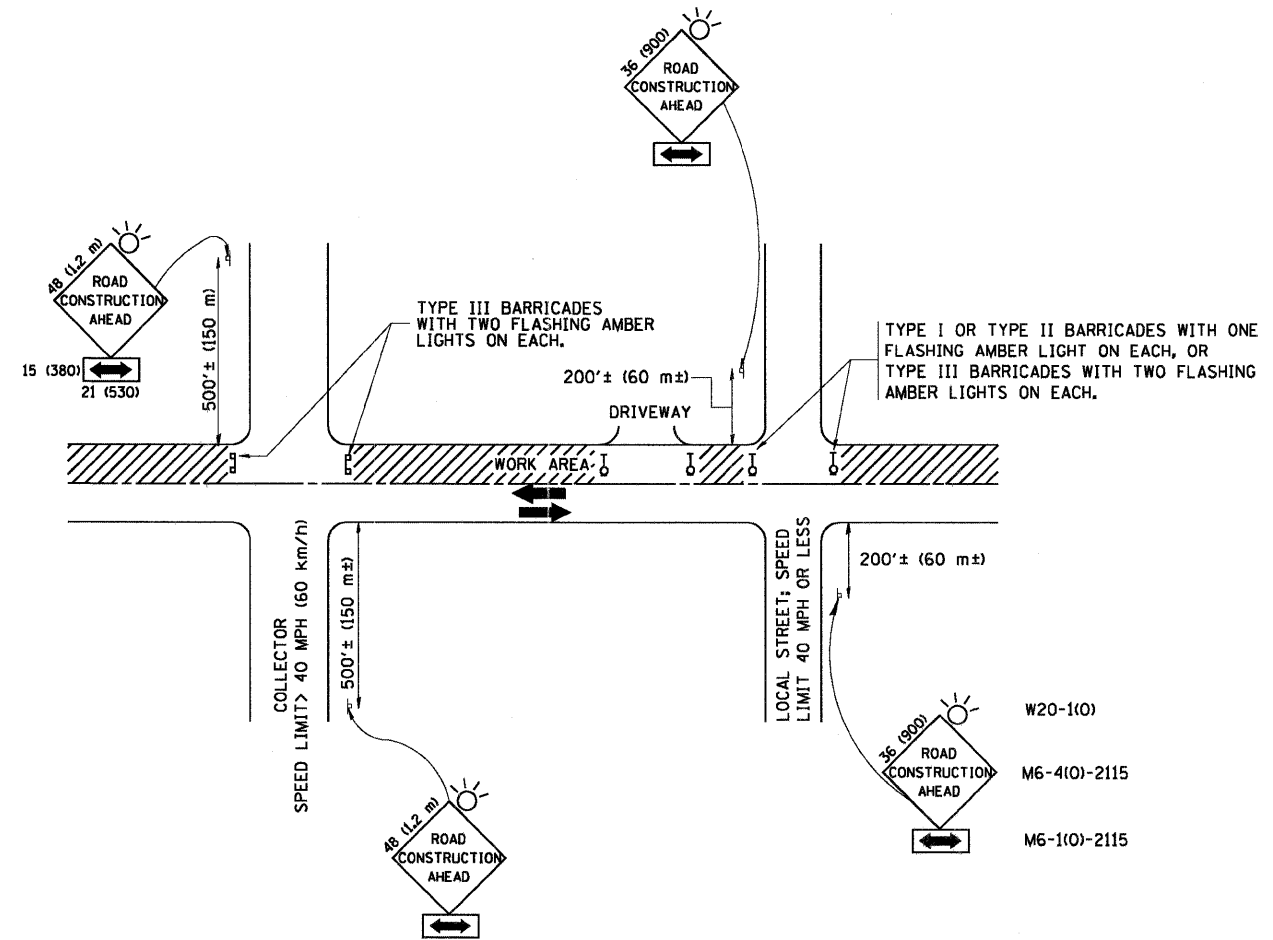 36 (900)
ROAD
CONSTRUCTION
AHEAD
48 (1.2 m)
ROAD
CONSTRUCTION
AHEAD
15 (380)
21 (530)
500'± (150 m)
TYPE III BARRICADES
WITH TWO FLASHING AMBER
LIGHTS ON EACH.
200'± (60 m±)
DRIVEWAY
TYPE I OR TYPE II BARRICADES WITH ONE
FLASHING AMBER LIGHT ON EACH, OR
TYPE III BARRICADES WITH TWO FLASHING
AMBER LIGHTS ON EACH.
WORK AREA
COLLECTOR
SPEED LIMIT> 40 MPH (60 km/h)
500'± (150 m±)
LOCAL STREET; SPEED
LIMIT 40 MPH OR LESS
200'± (60 m±)
48 (1.2 m)
ROAD
CONSTRUCTION
AHEAD
36 (900)
ROAD
CONSTRUCTION
AHEAD
W20-1(O)
M6-4(O)-2115
M6-1(O)-2115